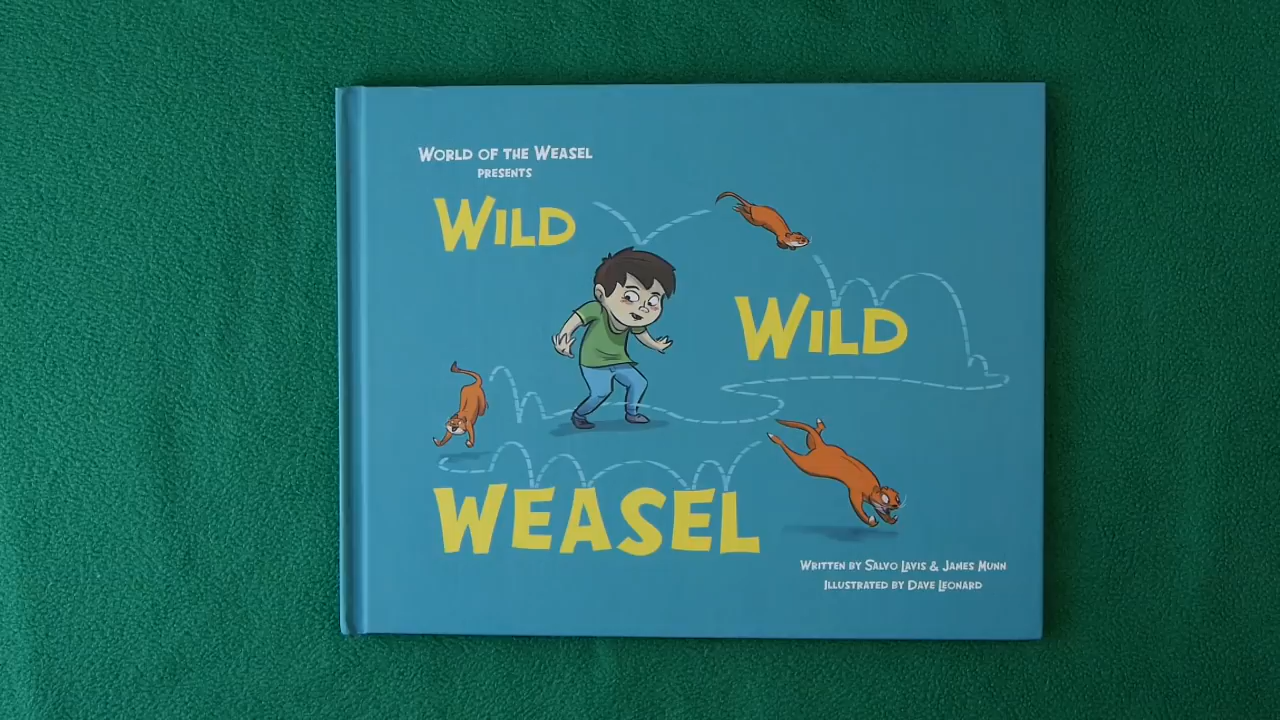 World of the Weasel
presents
Wild
Wild
Weasel
Written by Salvo Lavis & James Munn
Illustrated by Dave Leonard